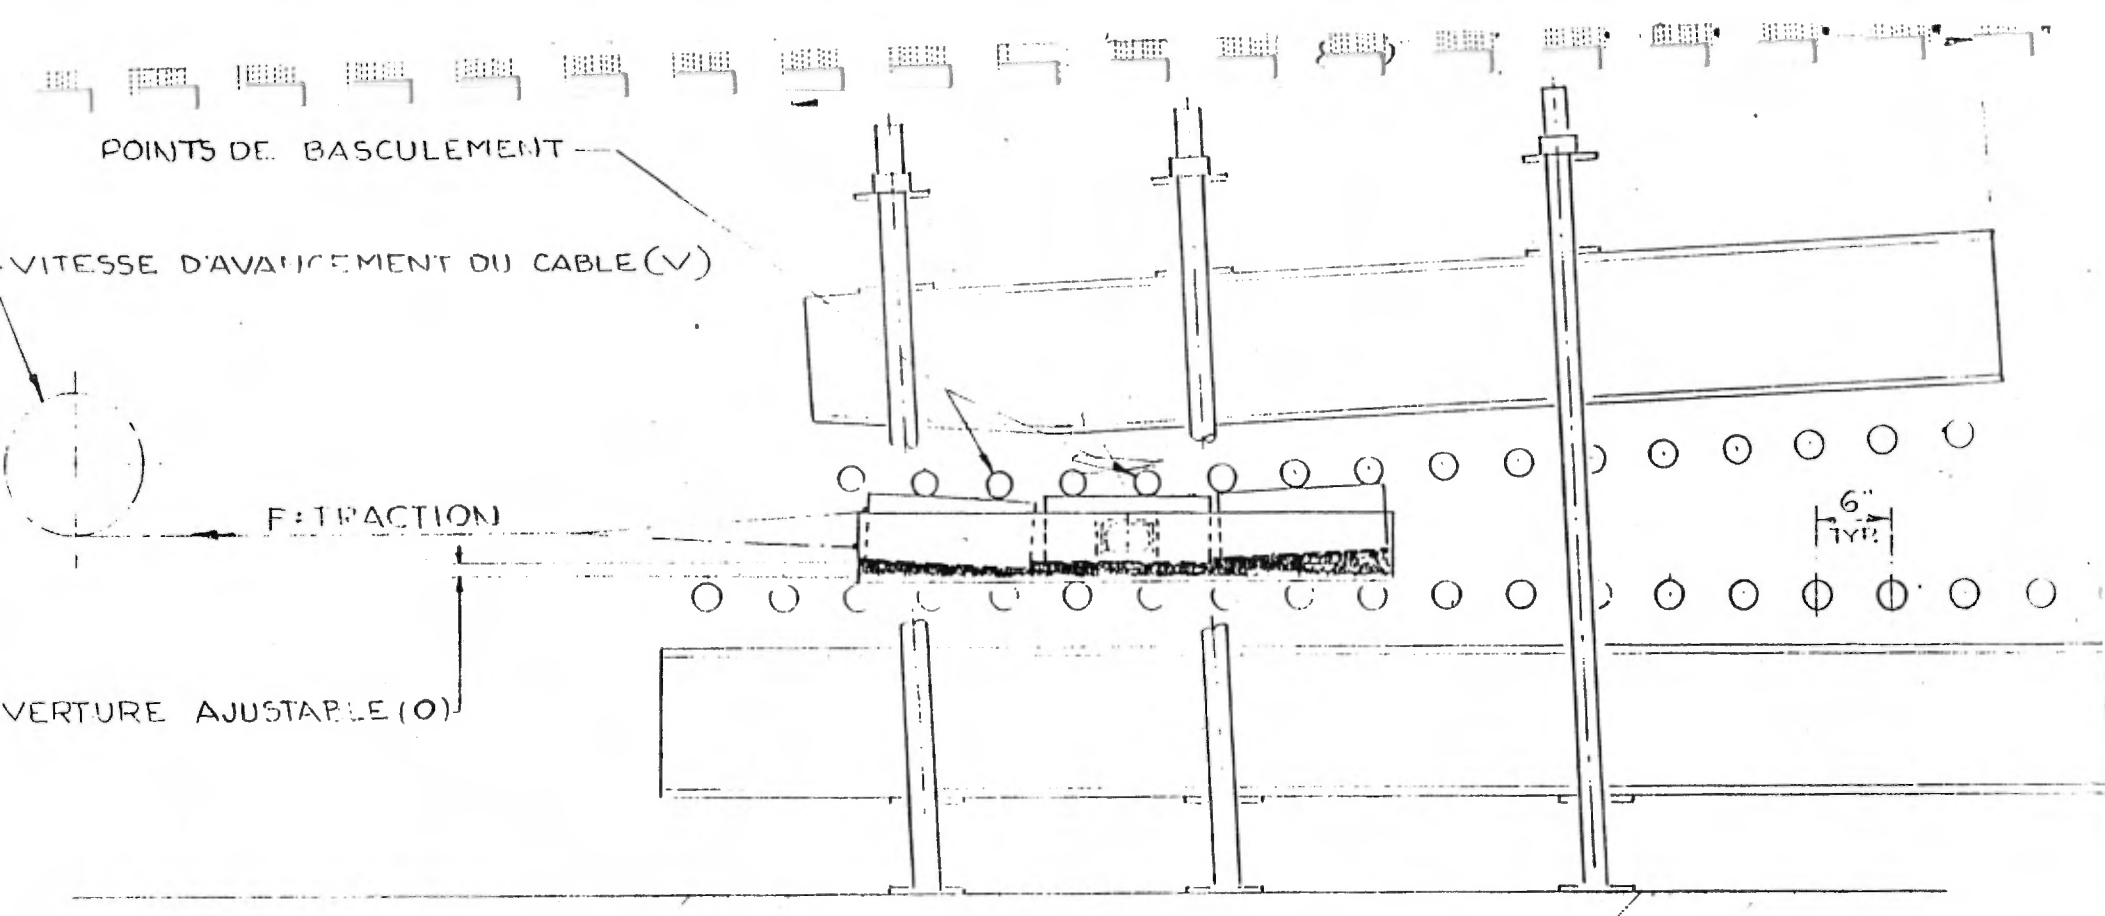 POINTS DE BASCULEMENT
VITESSE D'AVANCEMENT DU CABLE (V)
F: TRACTION
6"
TYP.
VERTURE AJUSTABLE (O)